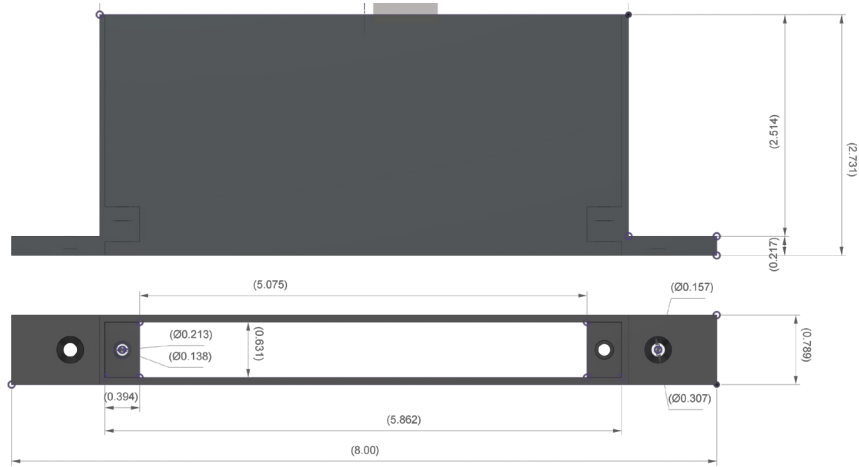 (2.514)
(2.731)
(0.217)
(5.075)
(Ø0.157)
(Ø0.213)
(Ø0.138)
(0.631)
(0.789)
(0.394)
(Ø0.307)
(5.862)
(8.00)